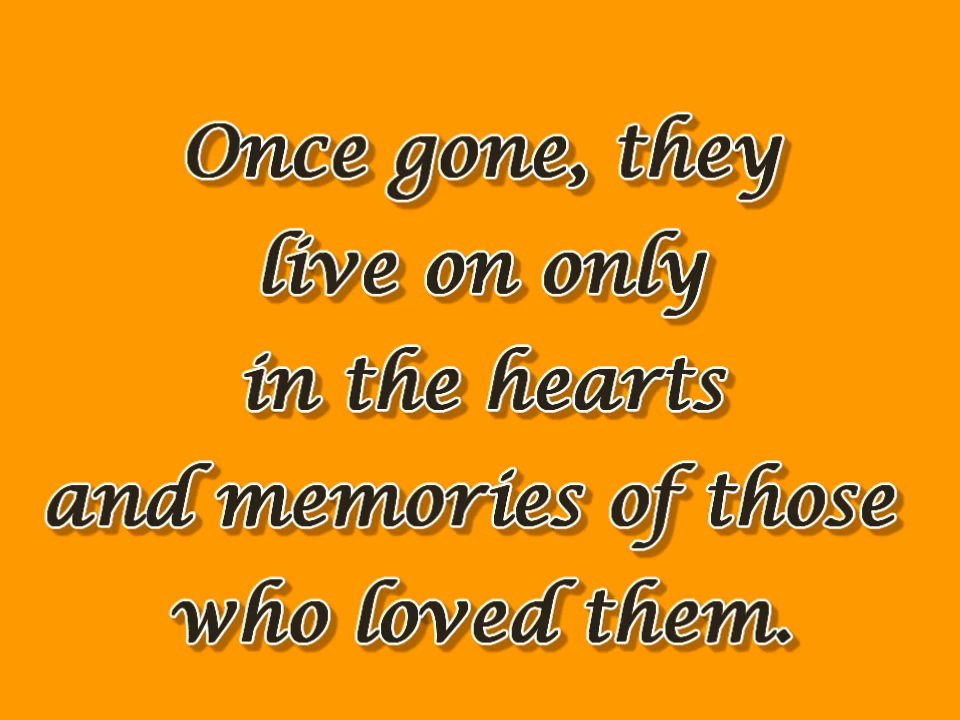 Once gone, they
live on only
in the hearts
and memories of those
who loved them.